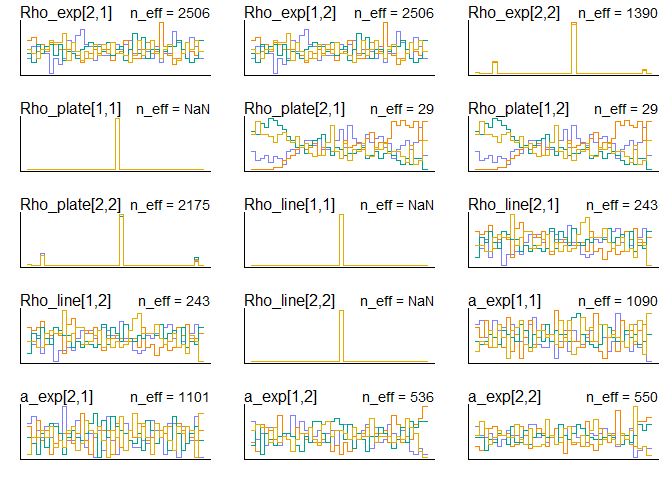 Rho_exp[2,1] n_eff = 2506 Rho_exp[1,2] n_eff = 2506 Rho_exp[2,2] n_eff = 1390
Rho_plate[1,1] n_eff = NaN Rho_plate[2,1] n_eff = 29 Rho_plate[1,2] n_eff = 29
Rho_plate[2,2] n_eff = 2175 Rho_line[1,1] n_eff = NaN Rho_line[2,1] n_eff = 243
Rho_line[1,2] n_eff = 243 Rho_line[2,2] n_eff = NaN a_exp[1,1] n_eff = 1090
a_exp[2,1] n_eff = 1101 a_exp[1,2] n_eff = 536 a_exp[2,2] n_eff = 550